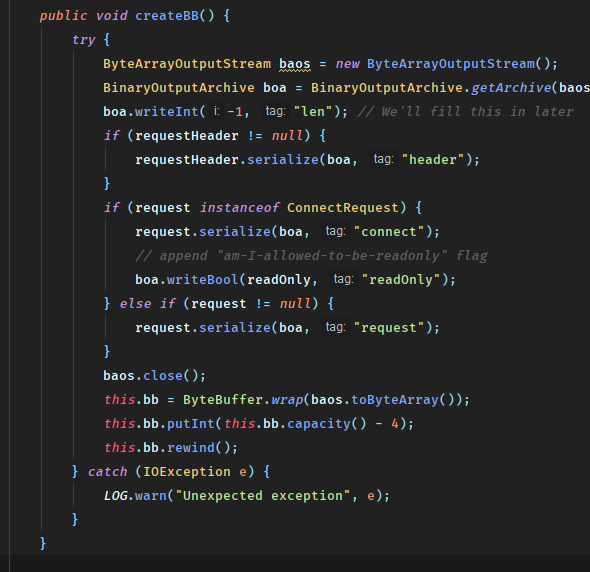 public void createBB() {
try {
ByteArrayOutputStream baos = new ByteArrayOutputStream();
BinaryOutputArchive boa = BinaryOutputArchive.getArchive(baos
boa.writeInt( i: -1, tag: "len"); // We'll fill this in later
if (requestHeader != null) {
requestHeader.serialize(boa, tag: "header");
}
if (request instanceof ConnectRequest) {
request.serialize(boa, tag: "connect");
// append "am-I-allowed-to-be-readonly" flag
boa.writeBool(readOnly, tag: "readOnly");
} else if (request != null) {
request.serialize(boa, tag: "request");
}
baos.close();
this.bb = ByteBuffer.wrap(baos.toByteArray());
this.bb.putInt(this.bb.capacity() - 4);
this.bb.rewind();
} catch (IOException e) {
LOG.warn("Unexpected exception", e);
}
}